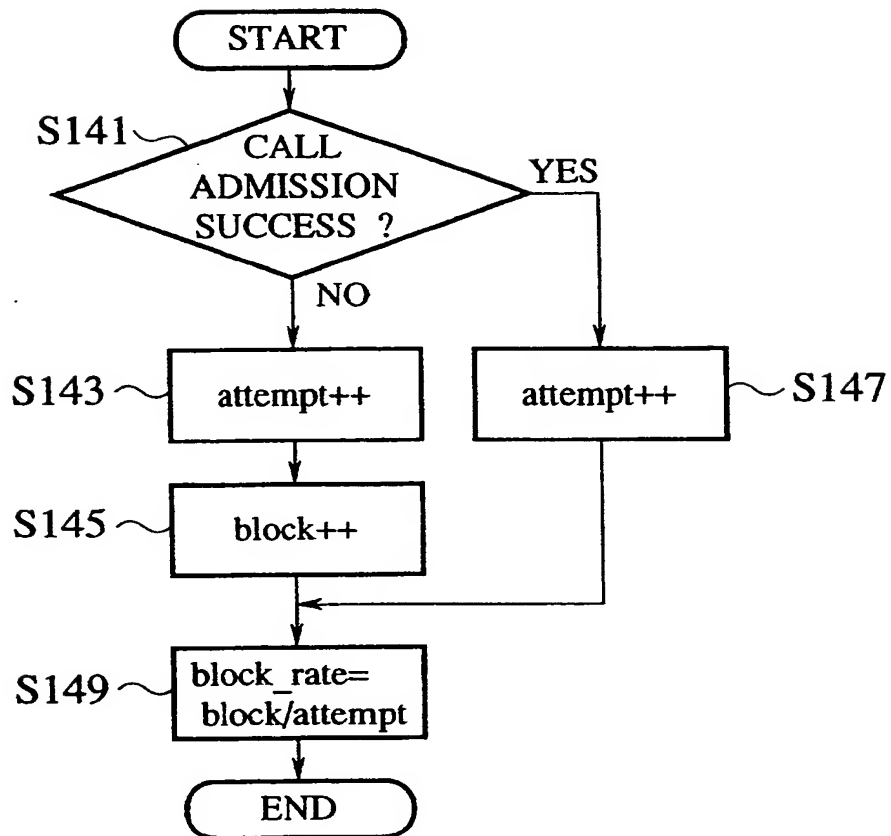 START
S141
CALL
ADMISSION
SUCCESS ?
YES
NO
S143
attempt++
attempt++
S147
S145
block++
S149
block_rate=
block/attempt
END